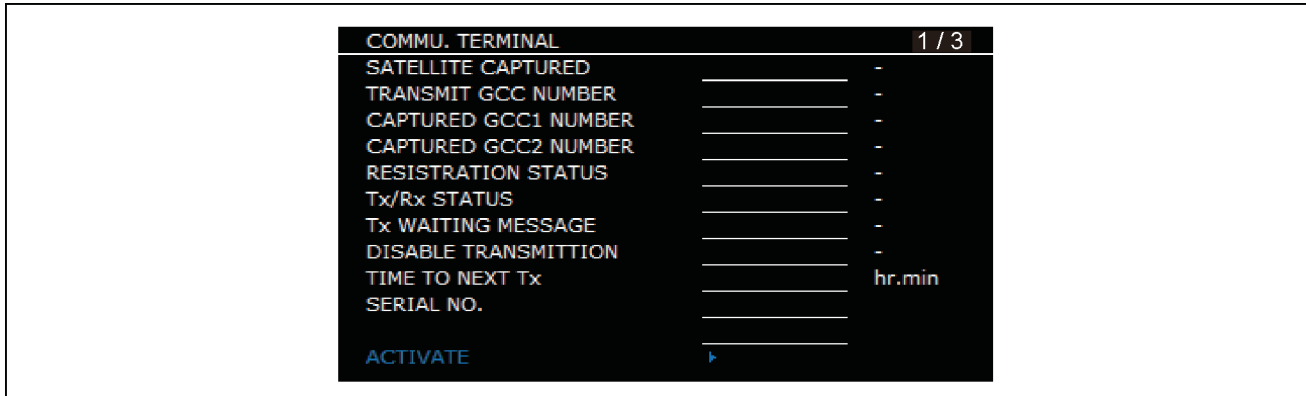 COMMU. TERMINAL 1 / 3
SATELLITE CAPTURED -
TRANSMIT GCC NUMBER -
CAPTURED GCC1 NUMBER -
CAPTURED GCC2 NUMBER -
RESISTRATION STATUS -
Tx/Rx STATUS -
Tx WAITING MESSAGE -
DISABLE TRANSMITTION -
TIME TO NEXT Tx hr.min
SERIAL NO.
ACTIVATE